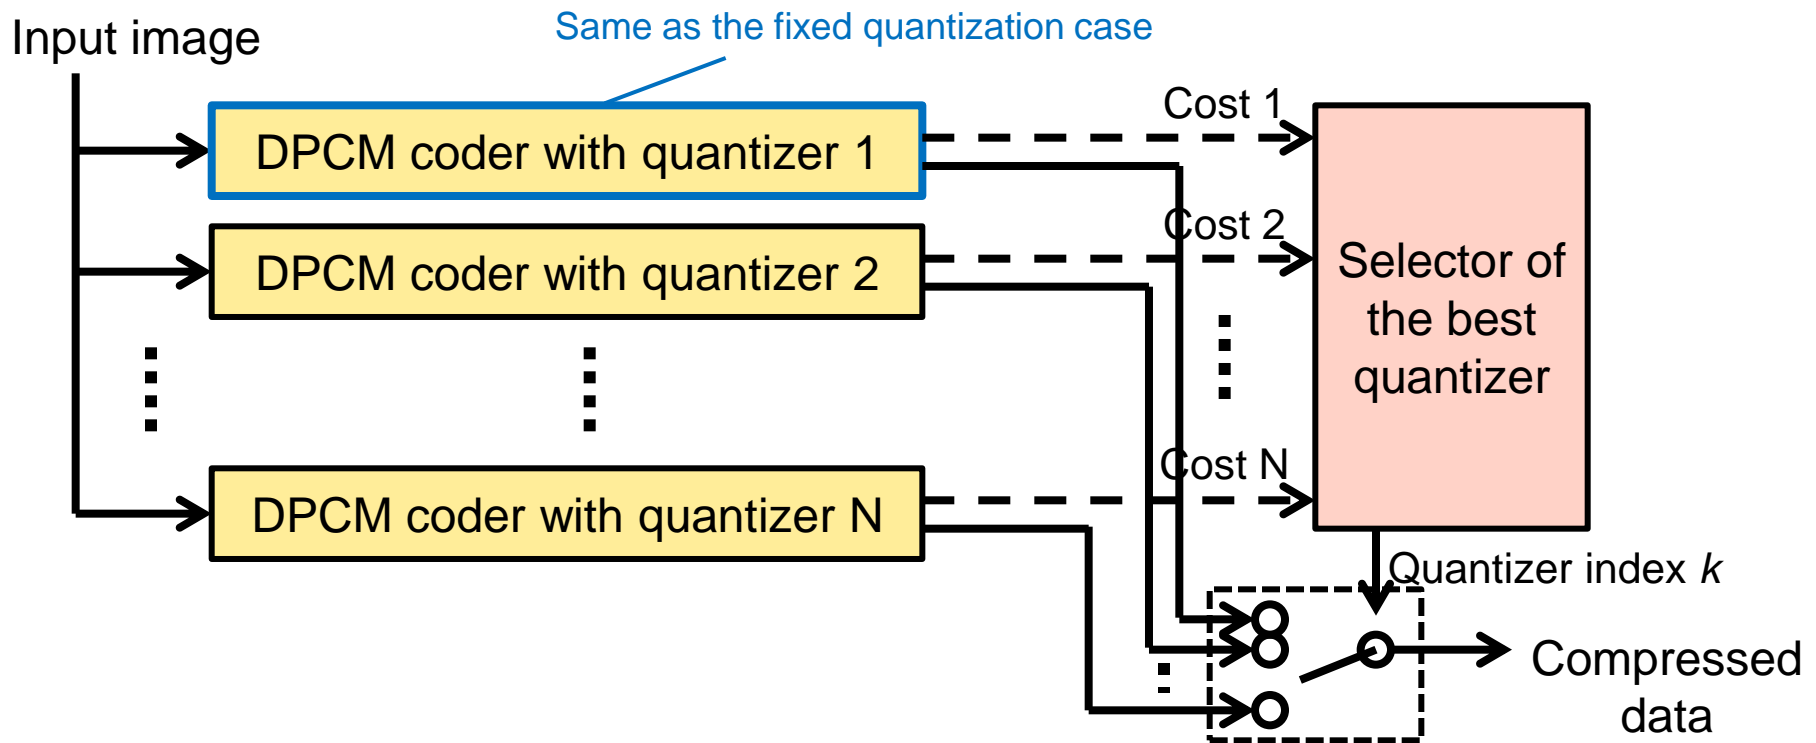 Same as the fixed quantization case
Input image
Cost 1
DPCM coder with quantizer 1
Cost 2
DPCM coder with quantizer 2
Selector of
the best
quantizer
Cost N
DPCM coder with quantizer N
Quantizer index k
Compressed
data